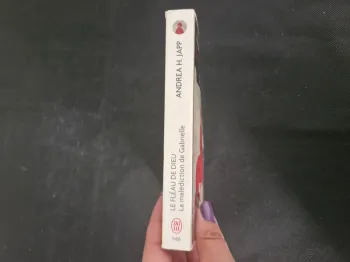 ANDREA H. JAPP
LE FLÉAU DE DIEU
La malédiction de Gabrielle